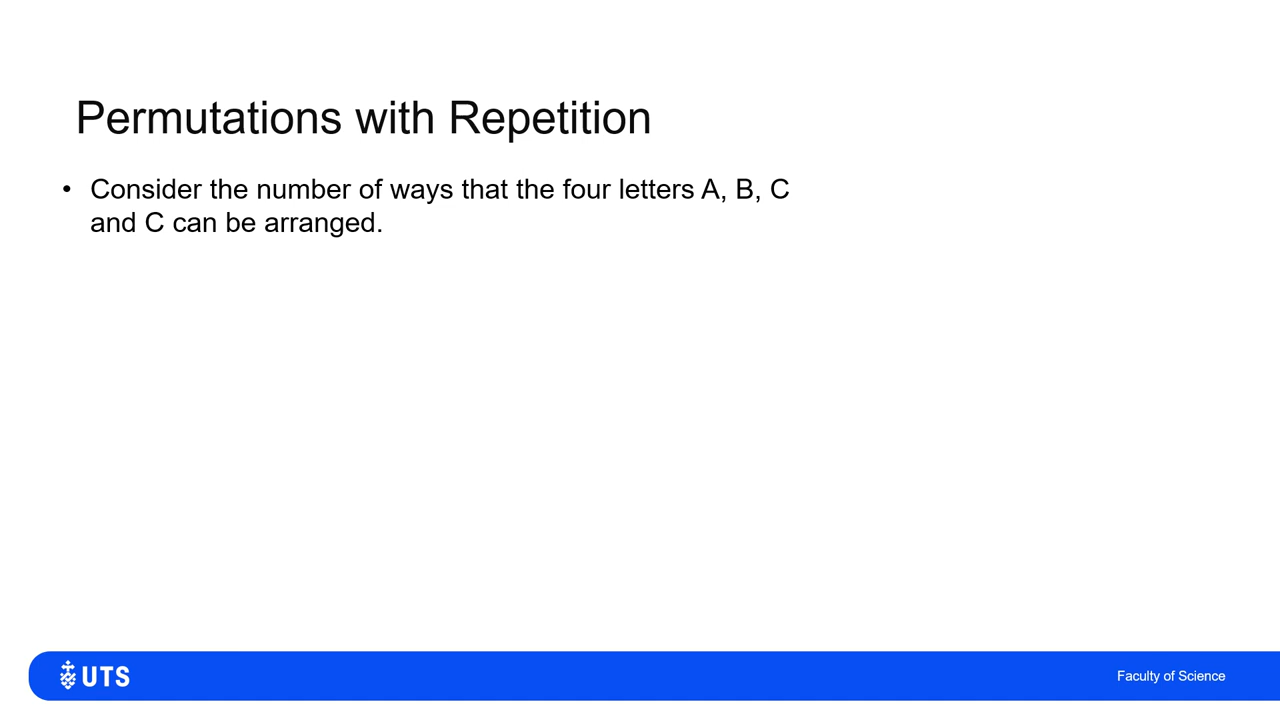 Permutations with Repetition
• Consider the number of ways that the four letters A, B, C
and C can be arranged.
UTS
Faculty of Science